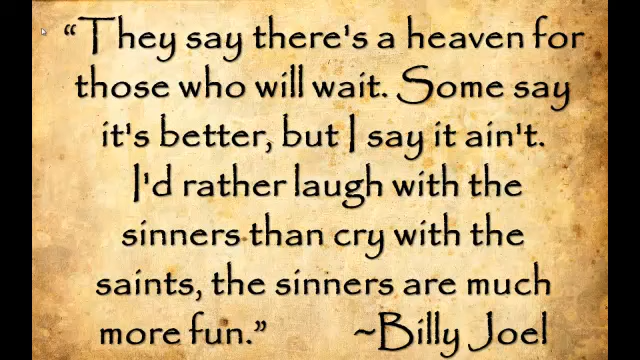 “They say there's a heaven for
those who will wait. Some say
it's better, but I say it ain't.
I'd rather laugh with the
sinners than cry with the
saints, the sinners are much
more fun.” ~Billy Joel